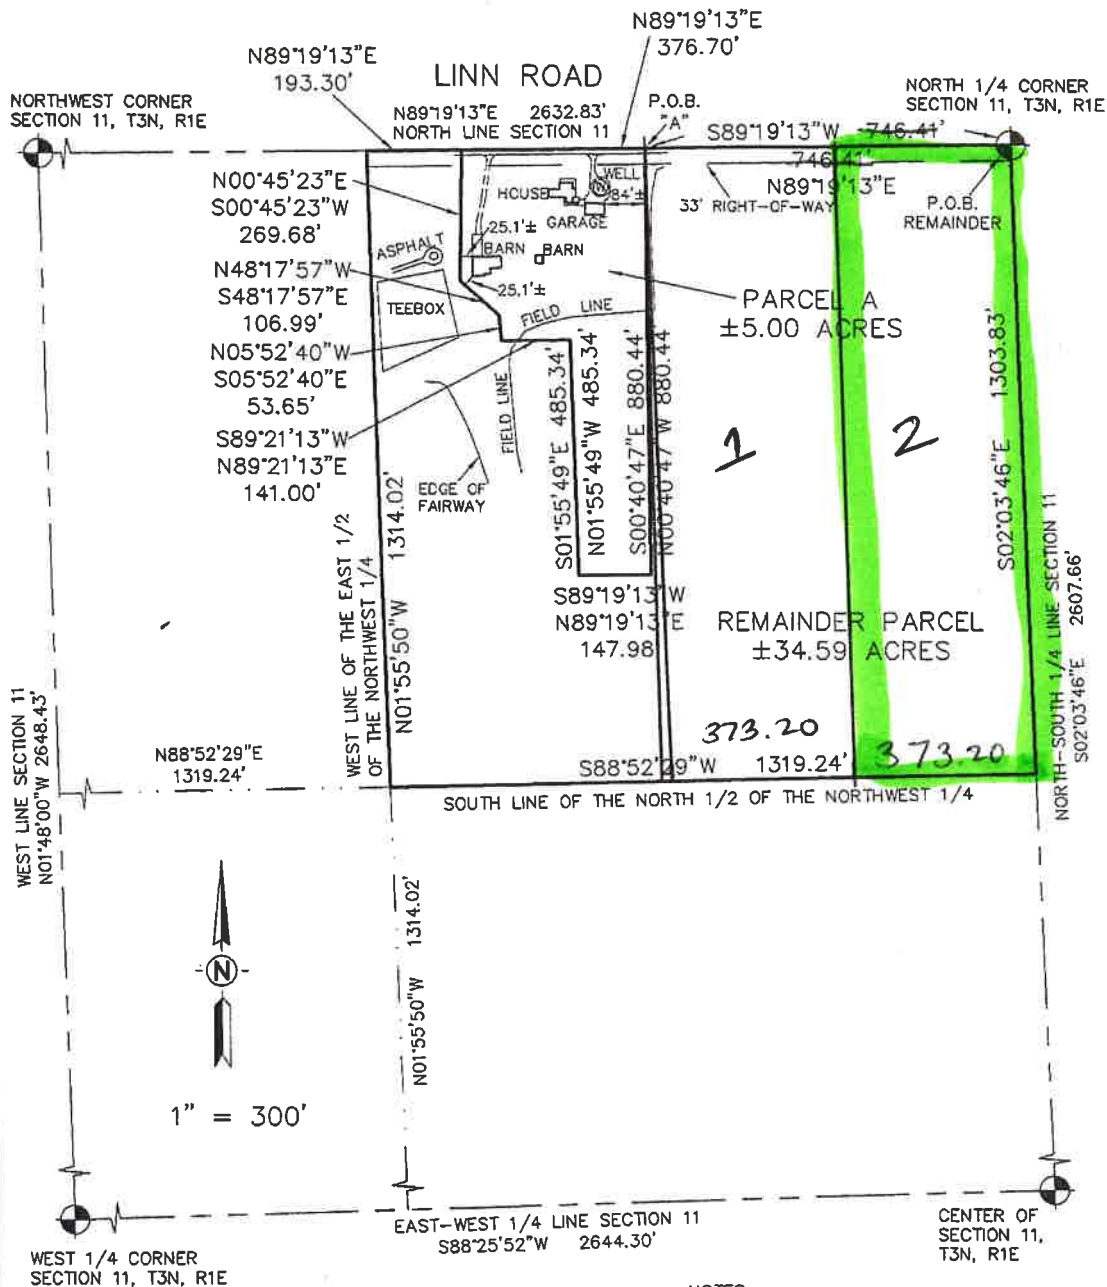 N89°19'13"E
376.70'
N89°19'13"E
193.30'
LINN ROAD
NORTHWEST CORNER
SECTION 11, T3N, R1E
N89°19'13"E 2632.83'
NORTH LINE SECTION 11
P.O.B.
"A"
NORTH 1/4 CORNER
SECTION 11, T3N, R1E
S89°19'13"W 746.41'
746.41'
N89°19'13"E
33' RIGHT-OF-WAY
P.O.B.
REMAINDER
N00°45'23"E
S00°45'23"W
269.68'
N48°17'57"W
S48°17'57"E
106.99'
N05°52'40"W
S05°52'40"E
53.65'
S89°21'13"W
N89°21'13"E
141.00'
WELL
HOUSE
84'±
GARAGE
25.1'±
BARN
BARN
25.1'±
ASPHALT
TEEBOX
FIELD LINE
FIELD LINE
EDGE OF
FAIRWAY
PARCEL A
±5.00 ACRES
S01°55'49"E 485.34'
N01°55'49"W 485.34'
S00°40'47"E 880.44'
N00°40'47"W 880.44
1
2
1303.83'
S02°03'46"E
WEST LINE OF THE EAST 1/2
OF THE NORTHWEST 1/4
N01°55'50"W 1314.02'
S89°19'13"W
N89°19'13"E
147.98
REMAINDER PARCEL
±34.59 ACRES
NORTH-SOUTH 1/4 LINE SECTION 11
S02°03'46"E 2607.66'
WEST LINE SECTION 11
N01°48'00"W 2648.43'
N88°52'29"E
1319.24'
373.20
373.20
S88°52'29"W 1319.24'
SOUTH LINE OF THE NORTH 1/2 OF THE NORTHWEST 1/4
N01°55'50"W 1314.02'
N
1" = 300'
EAST-WEST 1/4 LINE SECTION 11
S88°25'52"W 2644.30'
WEST 1/4 CORNER
SECTION 11, T3N, R1E
CENTER OF
SECTION 11,
T3N, R1E